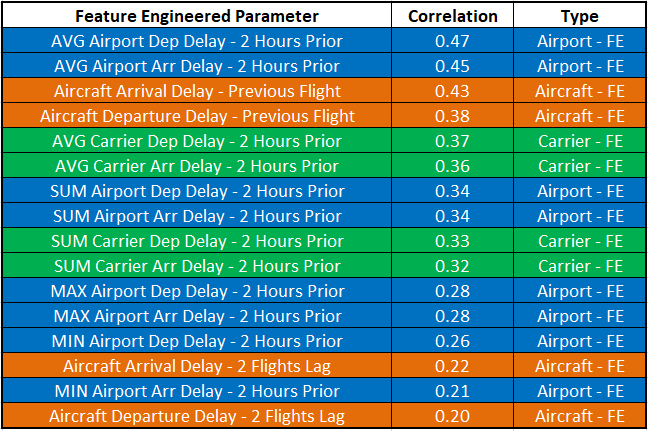 Feature Engineered Parameter Correlation Type
AVG Airport Dep Delay - 2 Hours Prior 0.47 Airport - FE
AVG Airport Arr Delay - 2 Hours Prior 0.45 Airport - FE
Aircraft Arrival Delay - Previous Flight 0.43 Aircraft - FE
Aircraft Departure Delay - Previous Flight 0.38 Aircraft - FE
AVG Carrier Dep Delay - 2 Hours Prior 0.37 Carrier - FE
AVG Carrier Arr Delay - 2 Hours Prior 0.36 Carrier - FE
SUM Airport Dep Delay - 2 Hours Prior 0.34 Airport - FE
SUM Airport Arr Delay - 2 Hours Prior 0.34 Airport - FE
SUM Carrier Dep Delay - 2 Hours Prior 0.33 Carrier - FE
SUM Carrier Arr Delay - 2 Hours Prior 0.32 Carrier - FE
MAX Airport Dep Delay - 2 Hours Prior 0.28 Airport - FE
MAX Airport Arr Delay - 2 Hours Prior 0.28 Airport - FE
MIN Airport Dep Delay - 2 Hours Prior 0.26 Airport - FE
Aircraft Arrival Delay - 2 Flights Lag 0.22 Aircraft - FE
MIN Airport Arr Delay - 2 Hours Prior 0.21 Airport - FE
Aircraft Departure Delay - 2 Flights Lag 0.20 Aircraft - FE